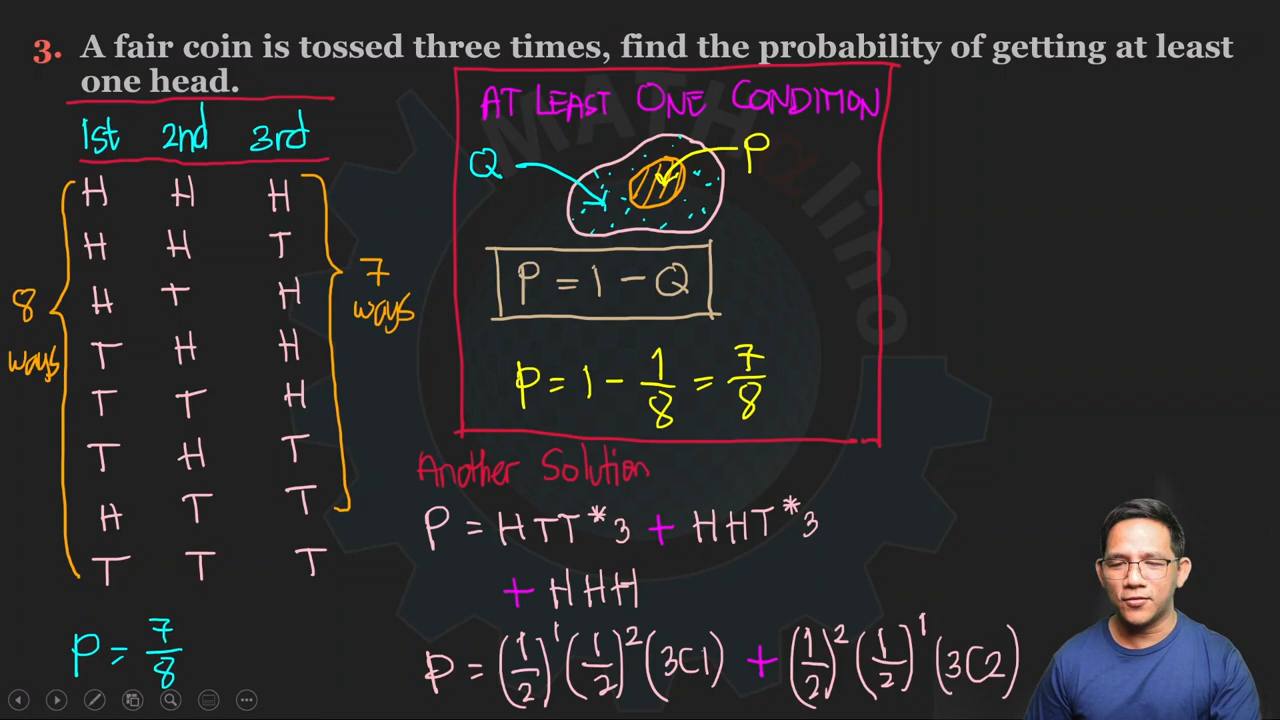 3. A fair coin is tossed three times, find the probability of getting at least
one head.
1st 2nd 3rd
H H H
H H T
H T H
T H H
T T H
T H T
H T T
T T T
8
ways
7
ways
P = 7/8
AT LEAST ONE CONDITION
Q P
P = 1 - Q
P = 1 - 1/8 = 7/8
Another Solution
P = HTT*3 + HHT*3
+ HHH
P = (1/2)^1 (1/2)^2 (3C1) + (1/2)^2 (1/2)^1 (3C2)
MATHalino